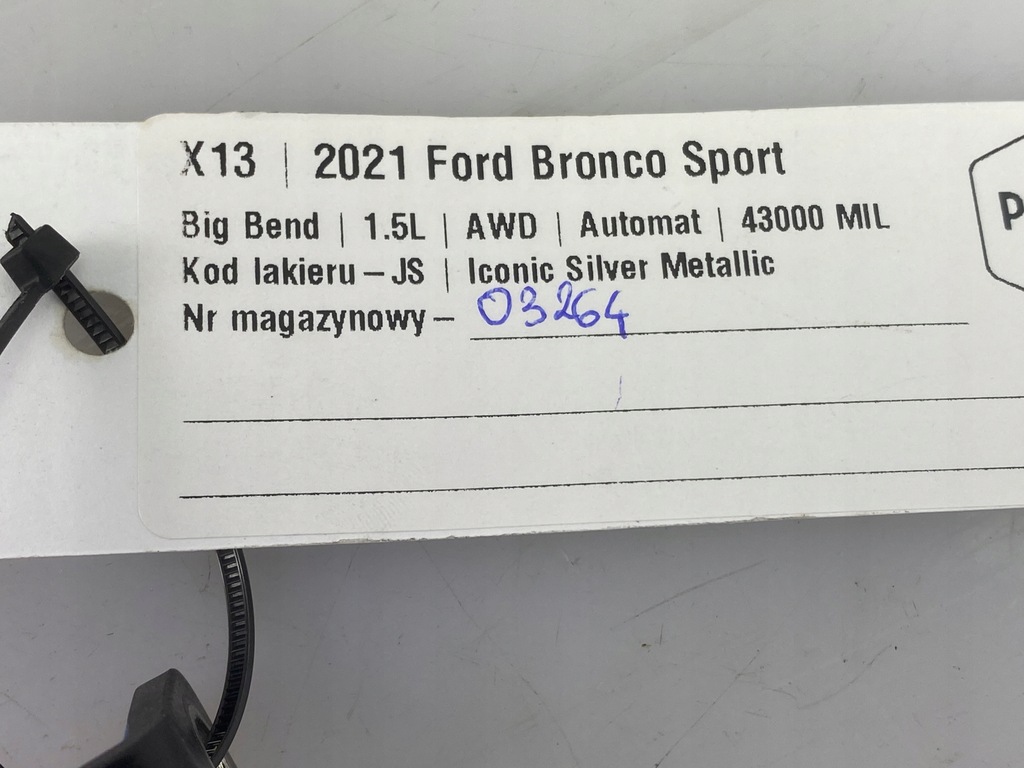 X13 | 2021 Ford Bronco Sport
Big Bend | 1.5L | AWD | Automat | 43000 MIL
Kod lakieru – JS | Iconic Silver Metallic
Nr magazynowy – 03264
P